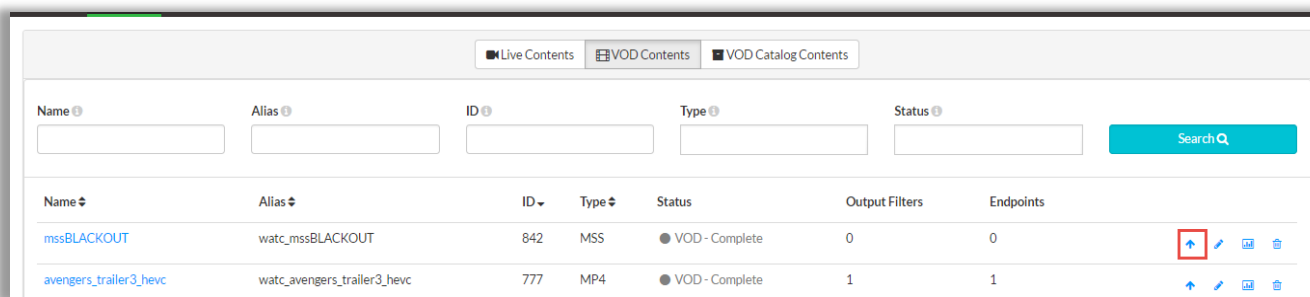 Live Contents VOD Contents VOD Catalog Contents
Name Alias ID Type Status
Search
Name Alias ID Type Status Output Filters Endpoints
mssBLACKOUT watc_mssBLACKOUT 842 MSS VOD - Complete 0 0
avengers_trailer3_hevc watc_avengers_trailer3_hevc 777 MP4 VOD - Complete 1 1